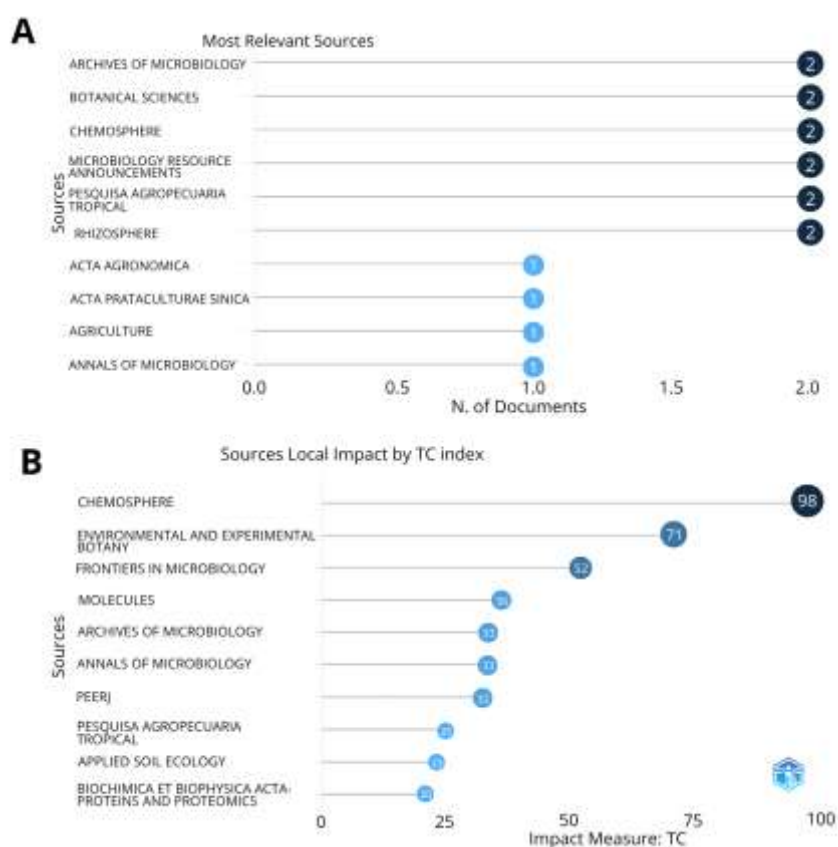 A
Most Relevant Sources
ARCHIVES OF MICROBIOLOGY
2
BOTANICAL SCIENCES
2
CHEMOSPHERE
2
MICROBIOLOGY RESOURCE
ANNOUNCEMENTS
2
PESQUISA AGROPECUARIA
TROPICAL
2
RHIZOSPHERE
2
ACTA AGRONOMICA
ACTA PRATACULTURAE SINICA
AGRICULTURE
ANNALS OF MICROBIOLOGY
Sources
0.0 0.5 1.0 1.5 2.0
N. of Documents
B
Sources Local Impact by TC index
CHEMOSPHERE
98
ENVIRONMENTAL AND EXPERIMENTAL
BOTANY
71
FRONTIERS IN MICROBIOLOGY
52
MOLECULES
ARCHIVES OF MICROBIOLOGY
33
ANNALS OF MICROBIOLOGY
33
PEERJ
PESQUISA AGROPECUARIA
TROPICAL
APPLIED SOIL ECOLOGY
BIOCHIMICA ET BIOPHYSICA ACTA-
PROTEINS AND PROTEOMICS
Sources
0 25 50 75 100
Impact Measure: TC